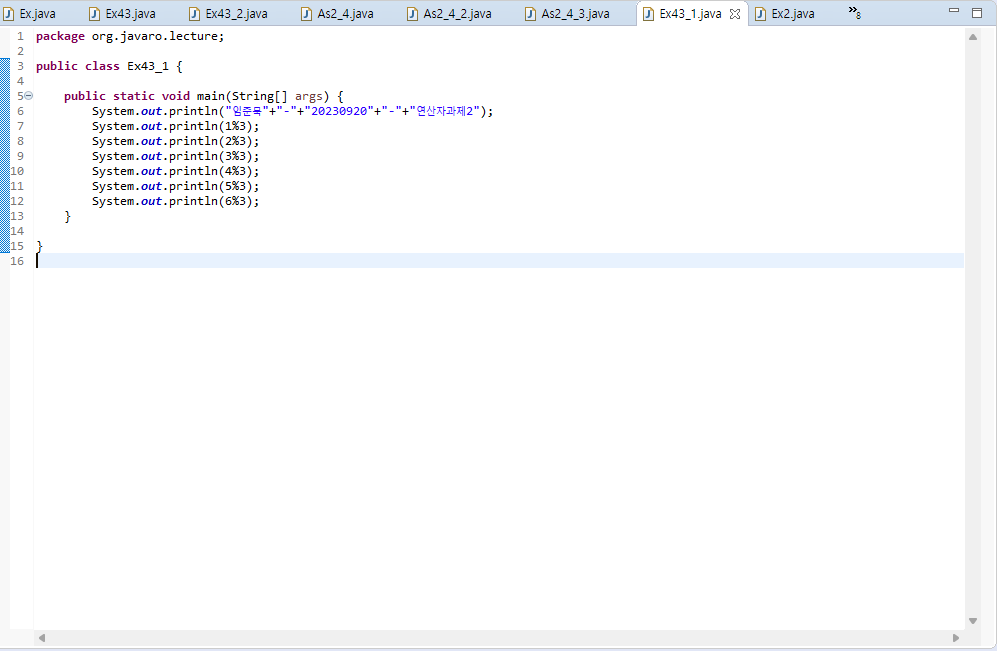 Ex.java Ex43.java Ex43_2.java As2_4.java As2_4_2.java As2_4_3.java Ex43_1.java Ex2.java »8
1 package org.javaro.lecture;
2
3 public class Ex43_1 {
4
5 public static void main(String[] args) {
6 System.out.println("임준묵"+"-"+"20230920"+"-"+"연산자과제2");
7 System.out.println(1%3);
8 System.out.println(2%3);
9 System.out.println(3%3);
10 System.out.println(4%3);
11 System.out.println(5%3);
12 System.out.println(6%3);
13 }
14
15 }
16